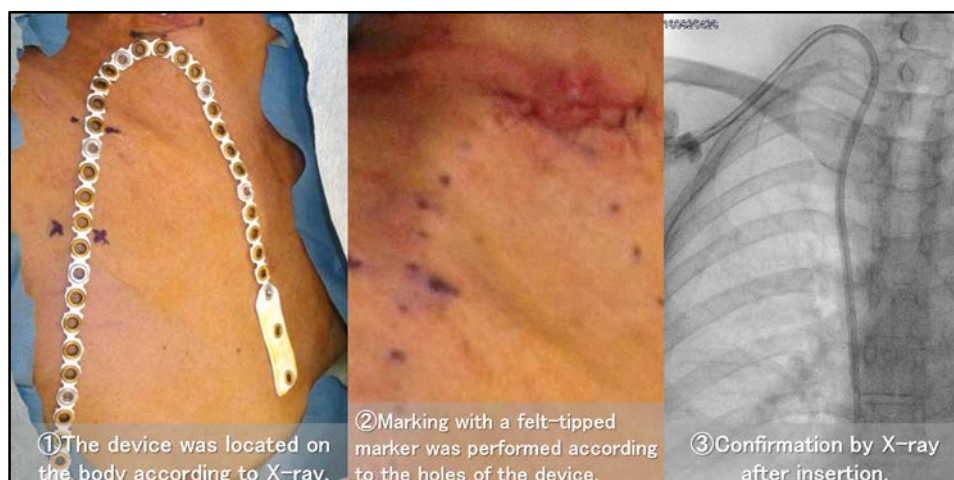 ①The device was located on
the body according to X-ray.
②Marking with a felt-tipped
marker was performed according
to the holes of the device.
③Confirmation by X-ray
after insertion.